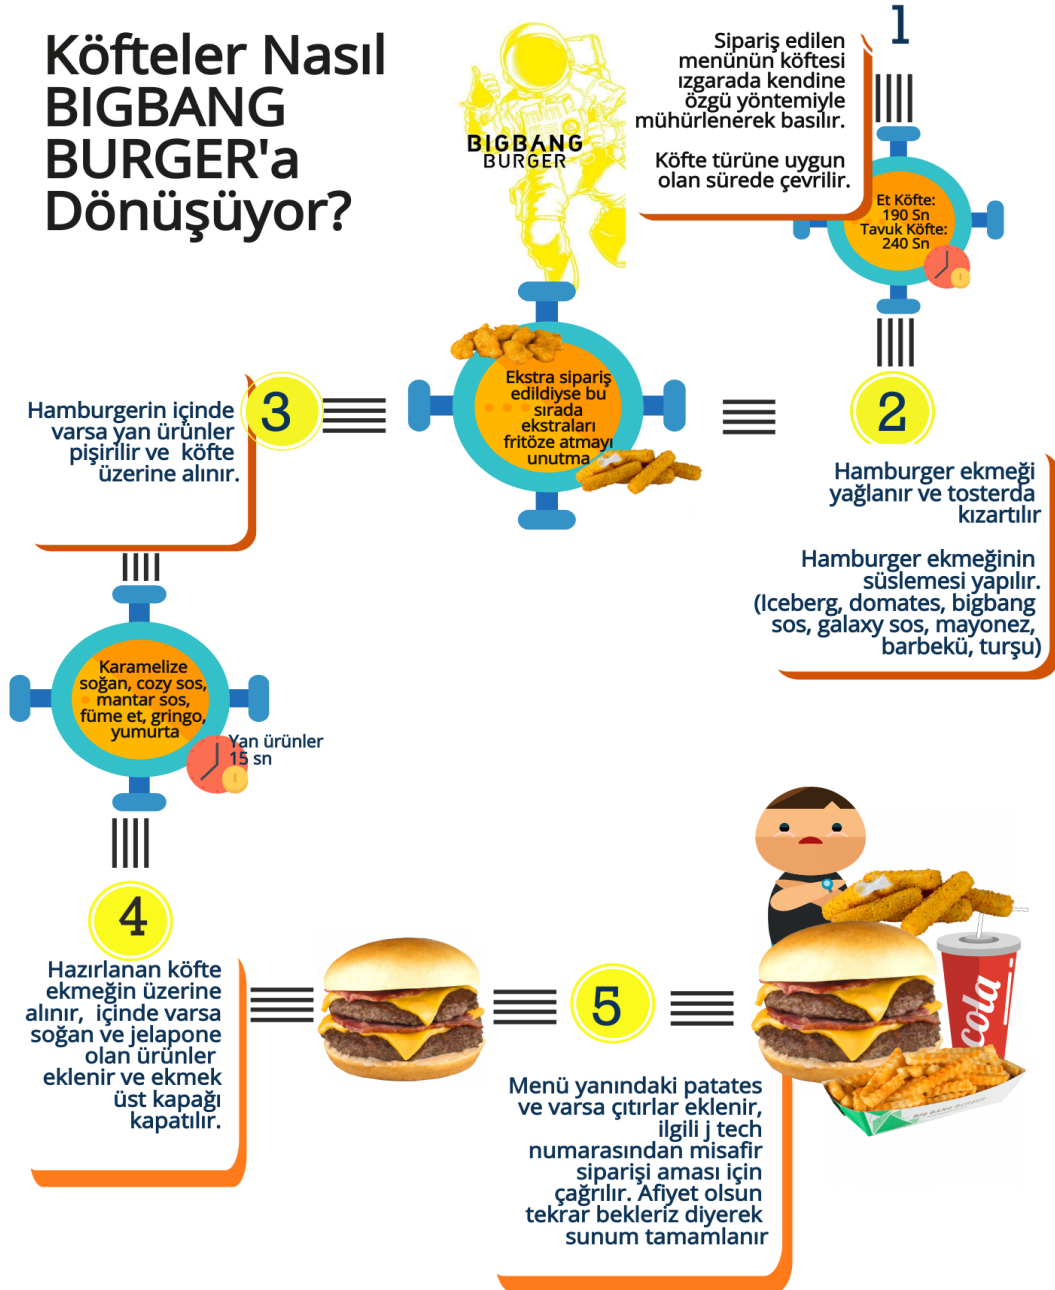 Köfteler Nasıl
BIGBANG
BURGER'a
Dönüşüyor?
BIGBANG
BURGER
1
Sipariş edilen
menünün köftesi
ızgarada kendine
özgü yöntemiyle
mühürlenerek basılır.
Köfte türüne uygun
olan sürede çevrilir.
Et Köfte:
190 Sn
Tavuk Köfte:
240 Sn
2
Hamburger ekmeği
yağlanır ve tosterda
kızartılır
Hamburger ekmeğinin
süslemesi yapılır.
(Iceberg, domates, bigbang
sos, galaxy sos, mayonez,
barbekü, turşu)
Ekstra sipariş
edildiyse bu
sırada
ekstraları
fritöze atmayı
unutma
3
Hamburgerin içinde
varsa yan ürünler
pişirilir ve köfte
üzerine alınır.
Karamelize
soğan, cozy sos,
mantar sos,
füme et, gringo,
yumurta
Yan ürünler
15 sn
4
Hazırlanan köfte
ekmeğin üzerine
alınır, içinde varsa
soğan ve jelapone
olan ürünler
eklenir ve ekmek
üst kapağı
kapatılır.
5
Menü yanındaki patates
ve varsa çıtırlar eklenir,
ilgili j tech
numarasından misafir
siparişi aması için
çağrılır. Afiyet olsun
tekrar bekleriz diyerek
sunum tamamlanır
cola
BIG BANG BURGER